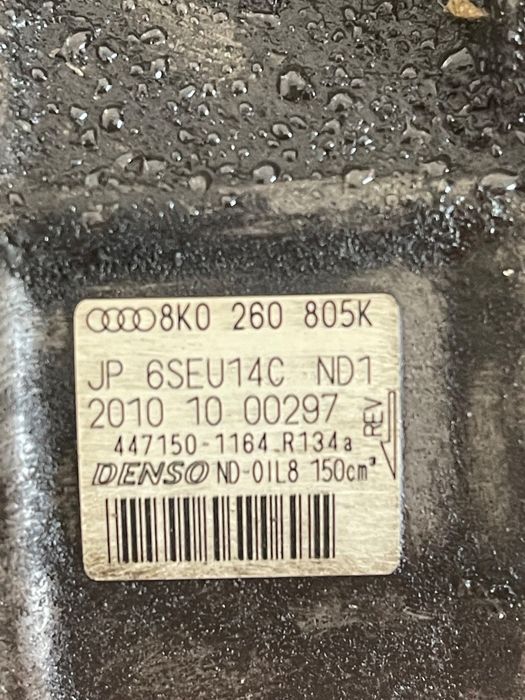 8K0 260 805K
JP 6SEU14C ND1
2010 10 00297
447150-1164 R134a
DENSO ND-OIL8 150cm³
REV